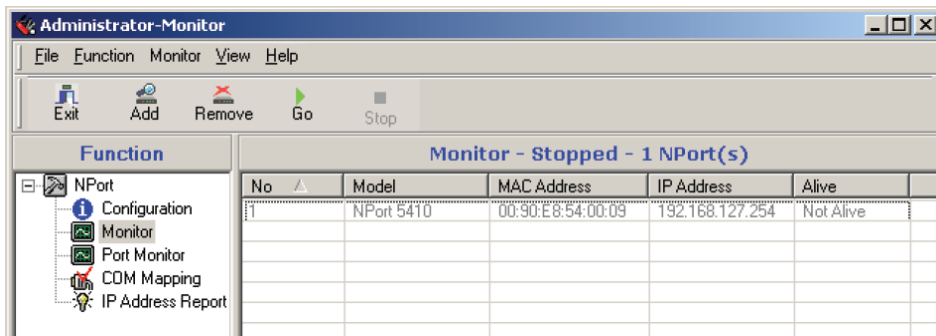 Administrator-Monitor
File Function Monitor View Help
Exit Add Remove Go Stop
Function
Monitor - Stopped - 1 NPort(s)
NPort
Configuration
Monitor
Port Monitor
COM Mapping
IP Address Report
No Model MAC Address IP Address Alive
1 NPort 5410 00:90:E8:54:00:09 192.168.127.254 Not Alive